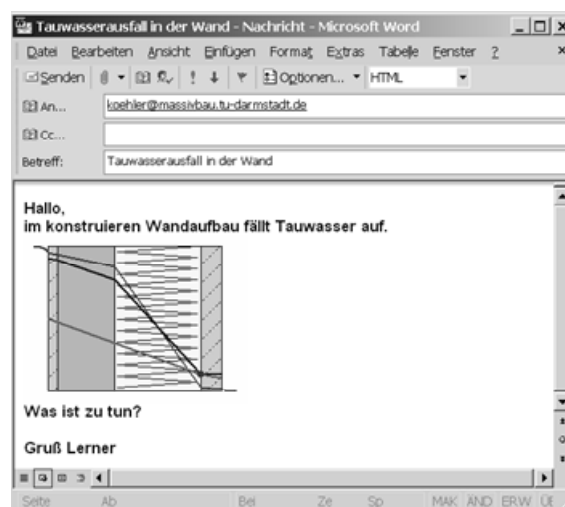 Tauwasserausfall in der Wand - Nachricht - Microsoft Word
Datei Bearbeiten Ansicht Einfügen Format Extras Tabelle Fenster ?
Senden Optionen... HTML
An... koehler@massivbau.tu-darmstadt.de
Cc...
Betreff: Tauwasserausfall in der Wand
Hallo,
im konstruieren Wandaufbau fällt Tauwasser auf.
Was ist zu tun?
Gruß Lerner
Seite Ab Bei Ze Sp MAK ÄND ERW ÜB